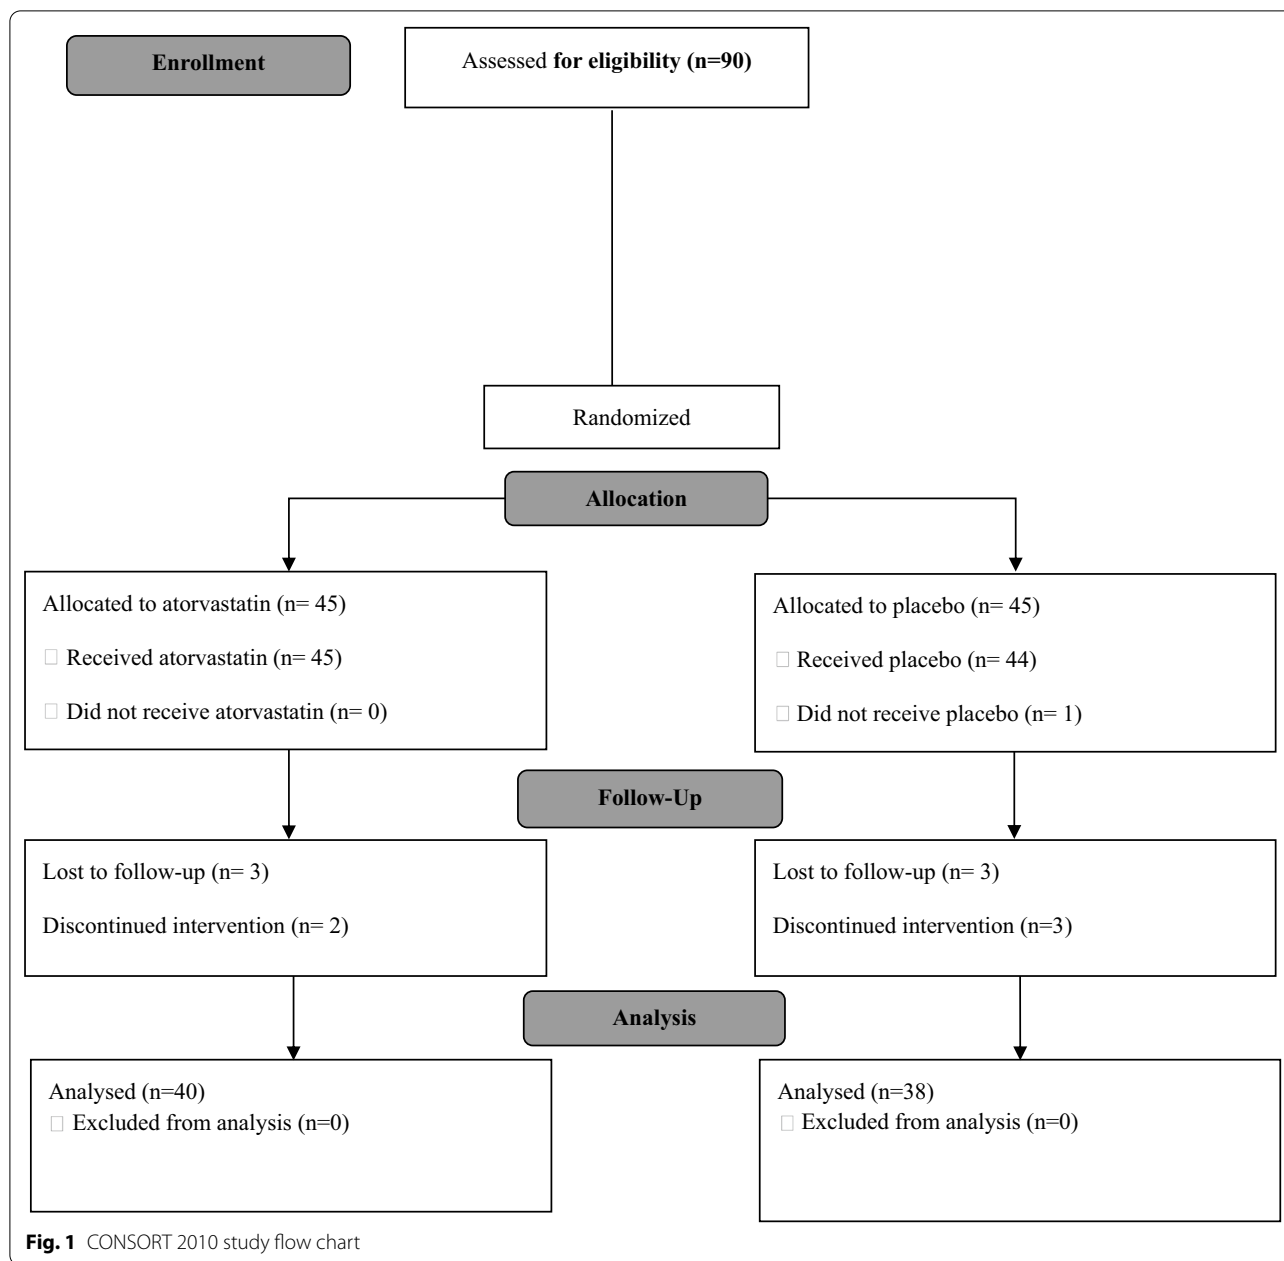 Enrollment
Assessed for eligibility (n=90)
Randomized
Allocation
Allocated to atorvastatin (n= 45)
□ Received atorvastatin (n= 45)
□ Did not receive atorvastatin (n= 0)
Allocated to placebo (n= 45)
□ Received placebo (n= 44)
□ Did not receive placebo (n= 1)
Follow-Up
Lost to follow-up (n= 3)
Discontinued intervention (n= 2)
Lost to follow-up (n= 3)
Discontinued intervention (n=3)
Analysis
Analysed (n=40)
□ Excluded from analysis (n=0)
Analysed (n=38)
□ Excluded from analysis (n=0)
Fig. 1 CONSORT 2010 study flow chart